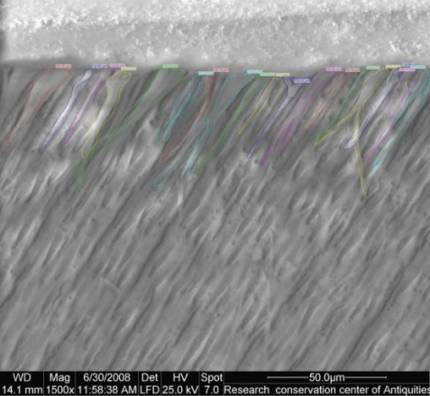 WD Mag 6/30/2008 Det HV Spot 50.0µm
14.1 mm 1500x 11:58:38 AM LFD 25.0 kV 7.0 Research conservation center of Antiquities